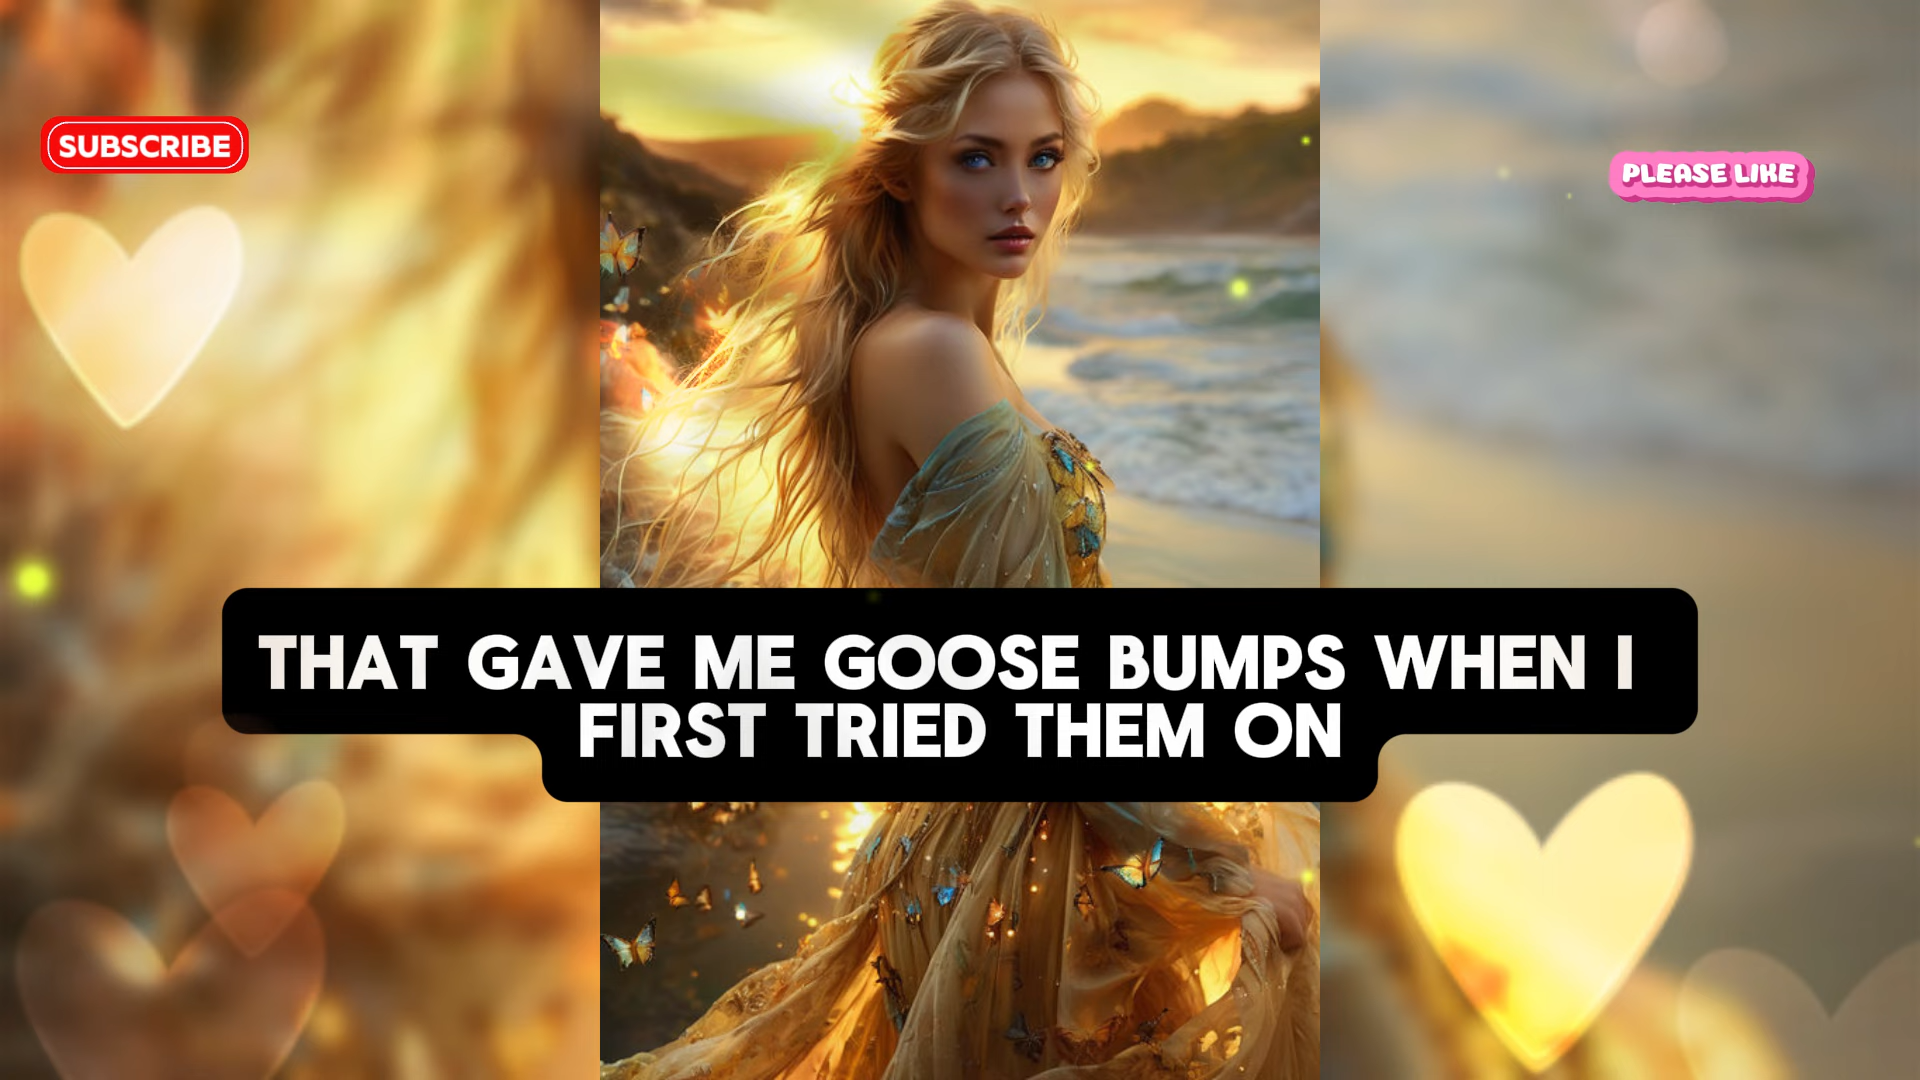 SUBSCRIBE
PLEASE LIKE
THAT GAVE ME GOOSE BUMPS WHEN I
FIRST TRIED THEM ON